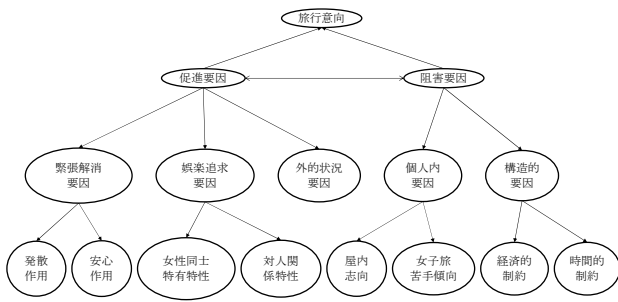 旅行意向
促進要因
阻害要因
緊張解消
要因
娯楽追求
要因
外的状況
要因
個人内
要因
構造的
要因
発散
作用
安心
作用
女性同士
特有特性
対人関
係特性
屋内
志向
女子旅
苦手傾向
経済的
制約
時間的
制約